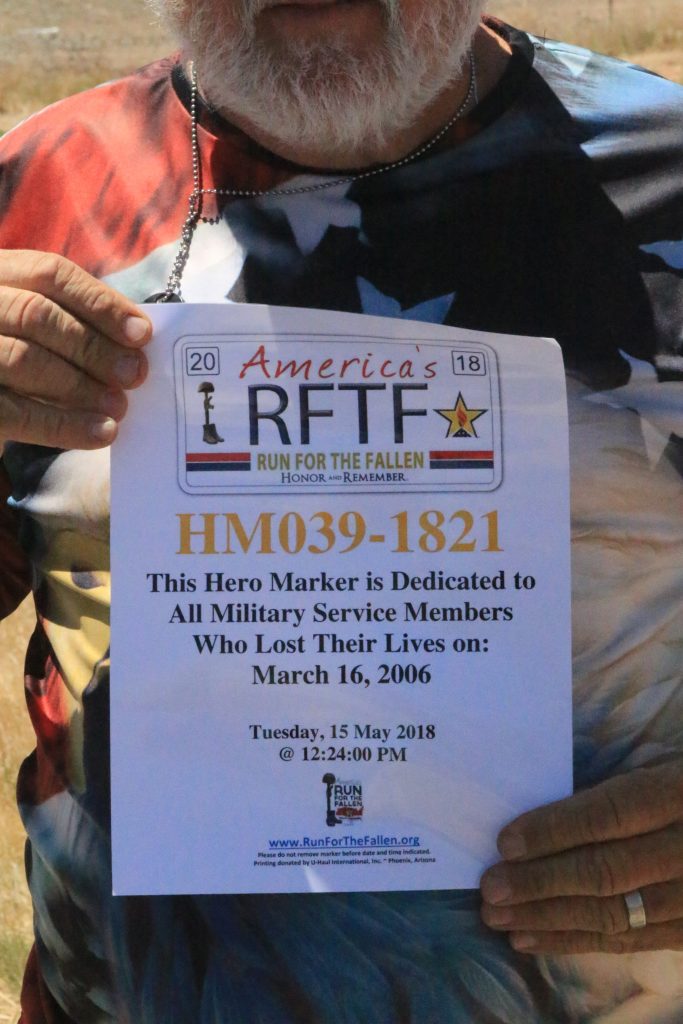 20 America's 18
RFTF
RUN FOR THE FALLEN
HONOR AND REMEMBER
HM039-1821
This Hero Marker is Dedicated to
All Military Service Members
Who Lost Their Lives on:
March 16, 2006
Tuesday, 15 May 2018
@ 12:24:00 PM
America's
RUN
FOR THE
FALLEN
www.RunForTheFallen.org
Please do not remove marker before date and time indicated.
Printing donated by U-Haul International, Inc. ~ Phoenix, Arizona